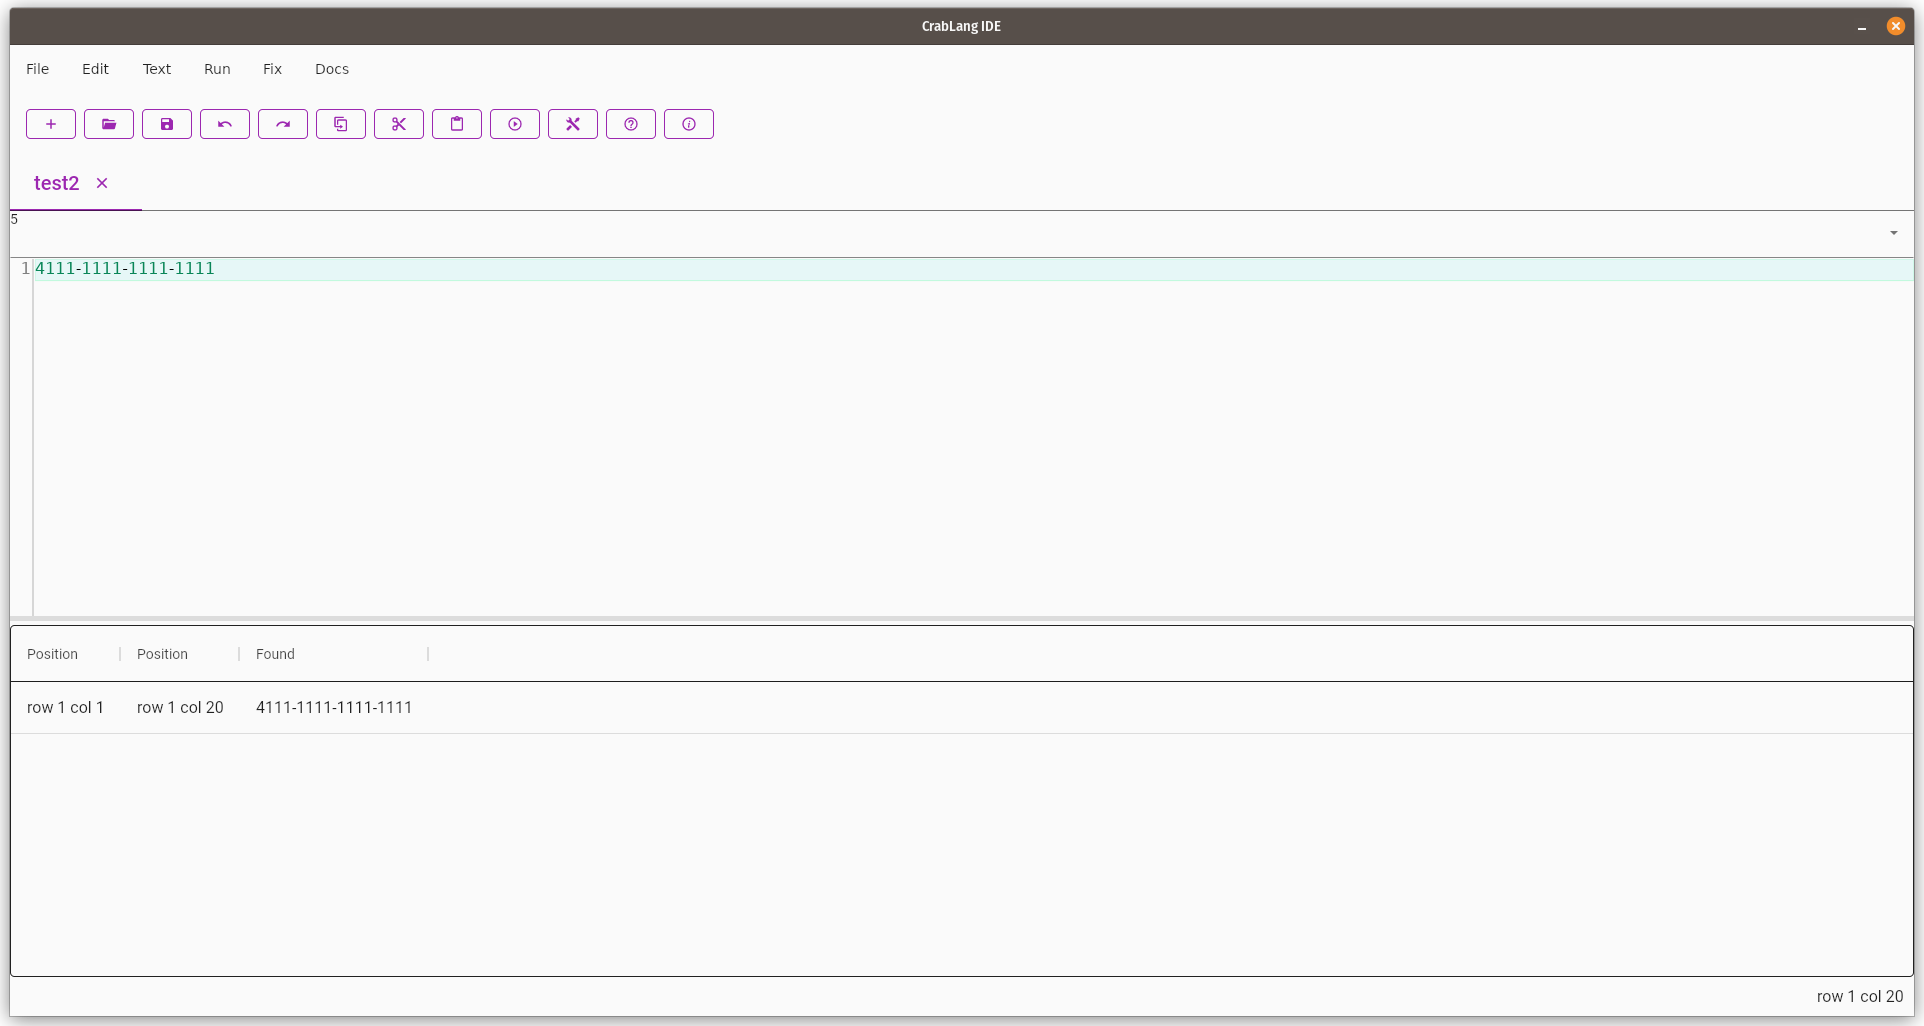 CrabLang IDE
File Edit Text Run Fix Docs
test2
5
1 4111-1111-1111-1111
Position Position Found
row 1 col 1 row 1 col 20 4111-1111-1111-1111
row 1 col 20